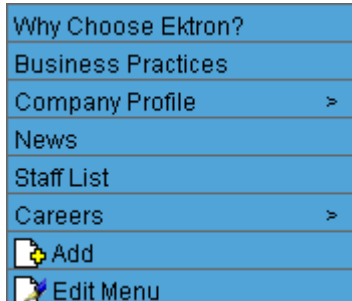 Why Choose Ektron?
Business Practices
Company Profile >
News
Staff List
Careers >
Add
Edit Menu